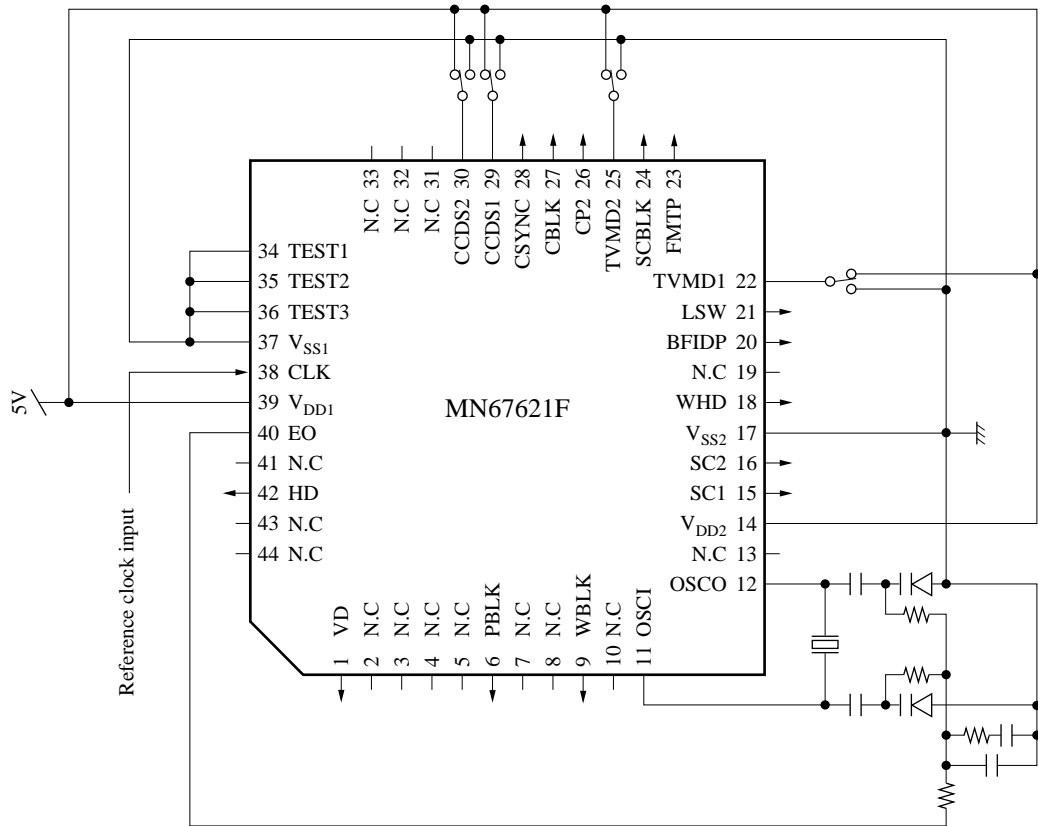 N.C 33
N.C 32
N.C 31
CCDS2 30
CCDS1 29
CSYNC 28
CBLK 27
CP2 26
TVMD2 25
SCBLK 24
FMTP 23
34 TEST1
35 TEST2
36 TEST3
37 VSS1
38 CLK
39 VDD1
40 EO
41 N.C
42 HD
43 N.C
44 N.C
5V
Reference clock input
MN67621F
TVMD1 22
LSW 21
BFIDP 20
N.C 19
WHD 18
VSS2 17
SC2 16
SC1 15
VDD2 14
N.C 13
OSCO 12
1 VD
2 N.C
3 N.C
4 N.C
5 N.C
6 PBLK
7 N.C
8 N.C
9 WBLK
10 N.C
11 OSCI